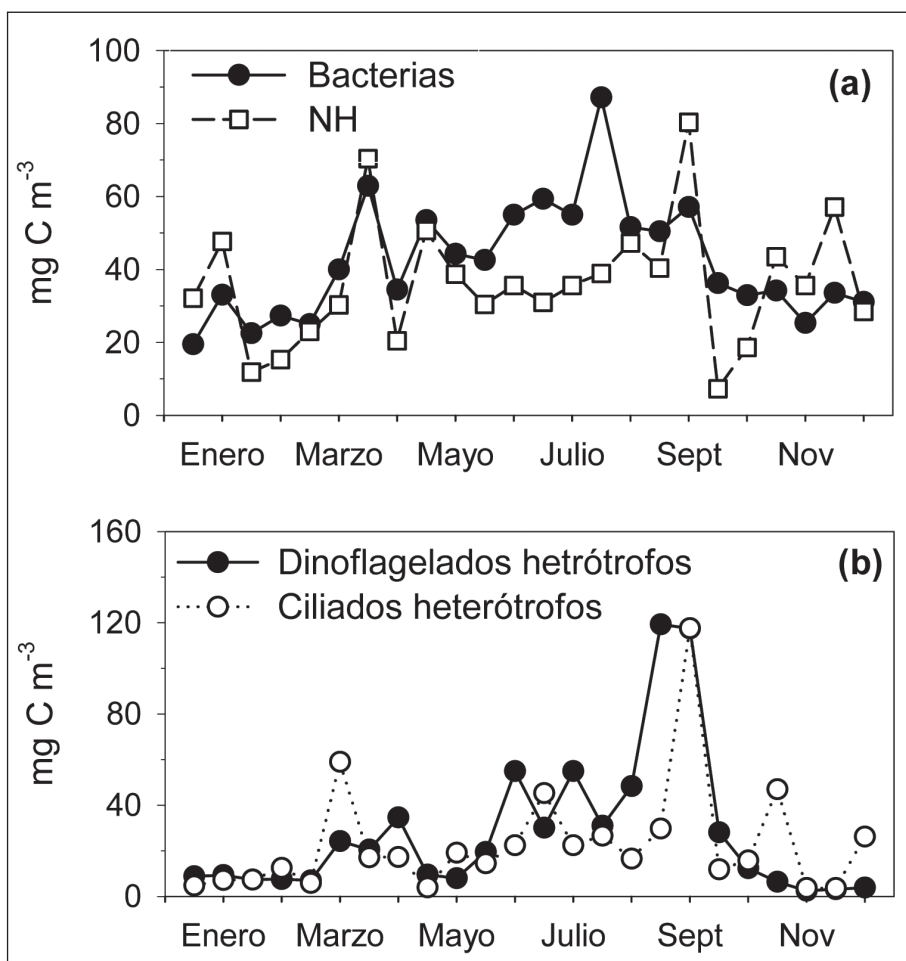 (a)
Bacterias
NH
mg C m-3
100
80
60
40
20
0
Enero Marzo Mayo Julio Sept Nov
(b)
Dinoflagelados hetrótrofos
Ciliados heterótrofos
mg C m-3
160
120
80
40
0
Enero Marzo Mayo Julio Sept Nov